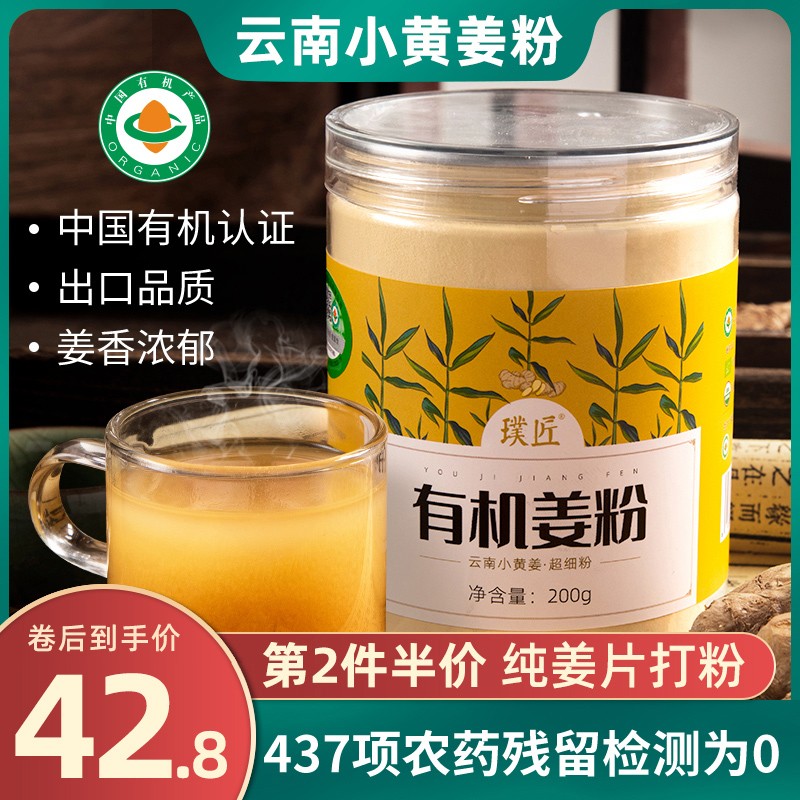 云南小黄姜粉
中国有机产品
ORGANIC
• 中国有机认证
• 出口品质
• 姜香浓郁
璞匠®
YOU JI JIANG FEN
有机姜粉
云南小黄姜·超细粉
净含量：200g
之在
緣而
卷后到手价
42.8
第2件半价 纯姜片打粉
437项农药残留检测为0